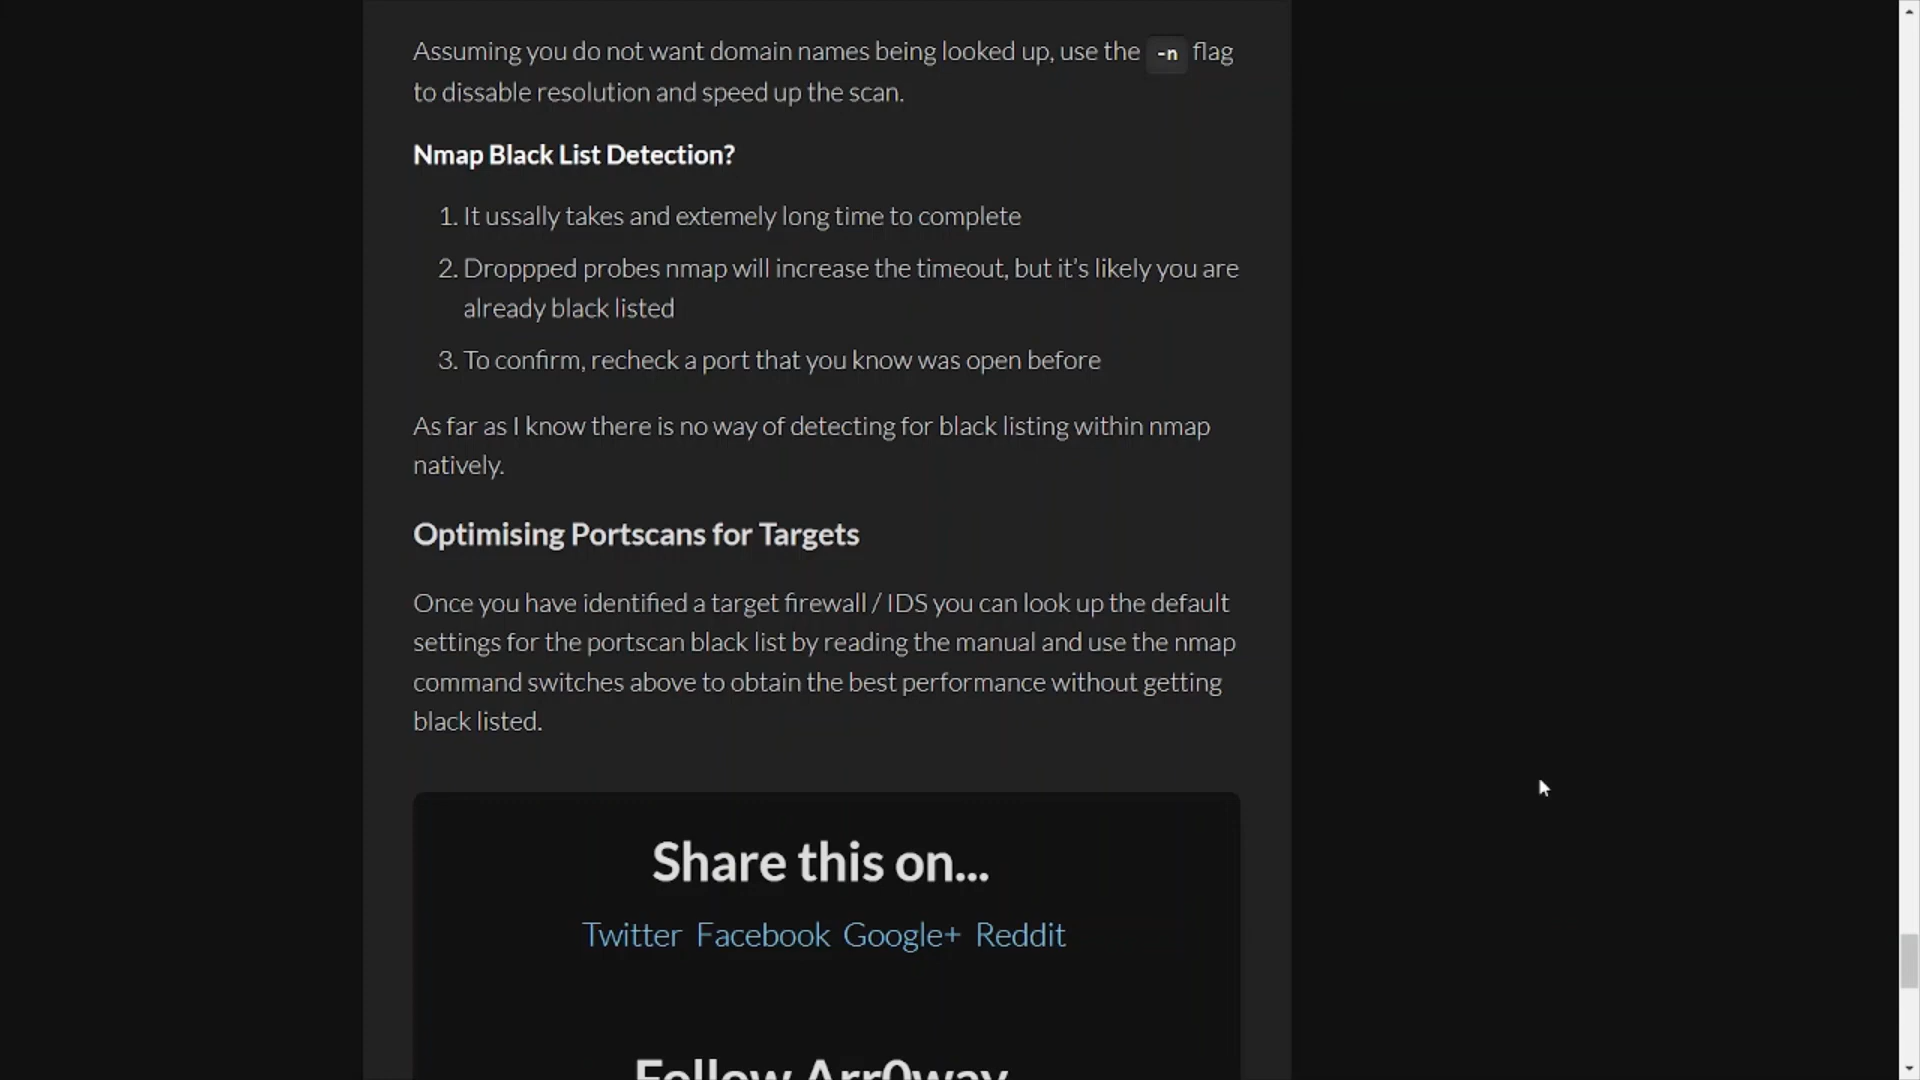 Assuming you do not want domain names being looked up, use the -n flag
to dissable resolution and speed up the scan.
Nmap Black List Detection?
1. It ussally takes and extemely long time to complete
2. Droppped probes nmap will increase the timeout, but it’s likely you are
already black listed
3. To confirm, recheck a port that you know was open before
As far as I know there is no way of detecting for black listing within nmap
natively.
Optimising Portscans for Targets
Once you have identified a target firewall / IDS you can look up the default
settings for the portscan black list by reading the manual and use the nmap
command switches above to obtain the best performance without getting
black listed.
Share this on...
Twitter Facebook Google+ Reddit
Follow Arr0way